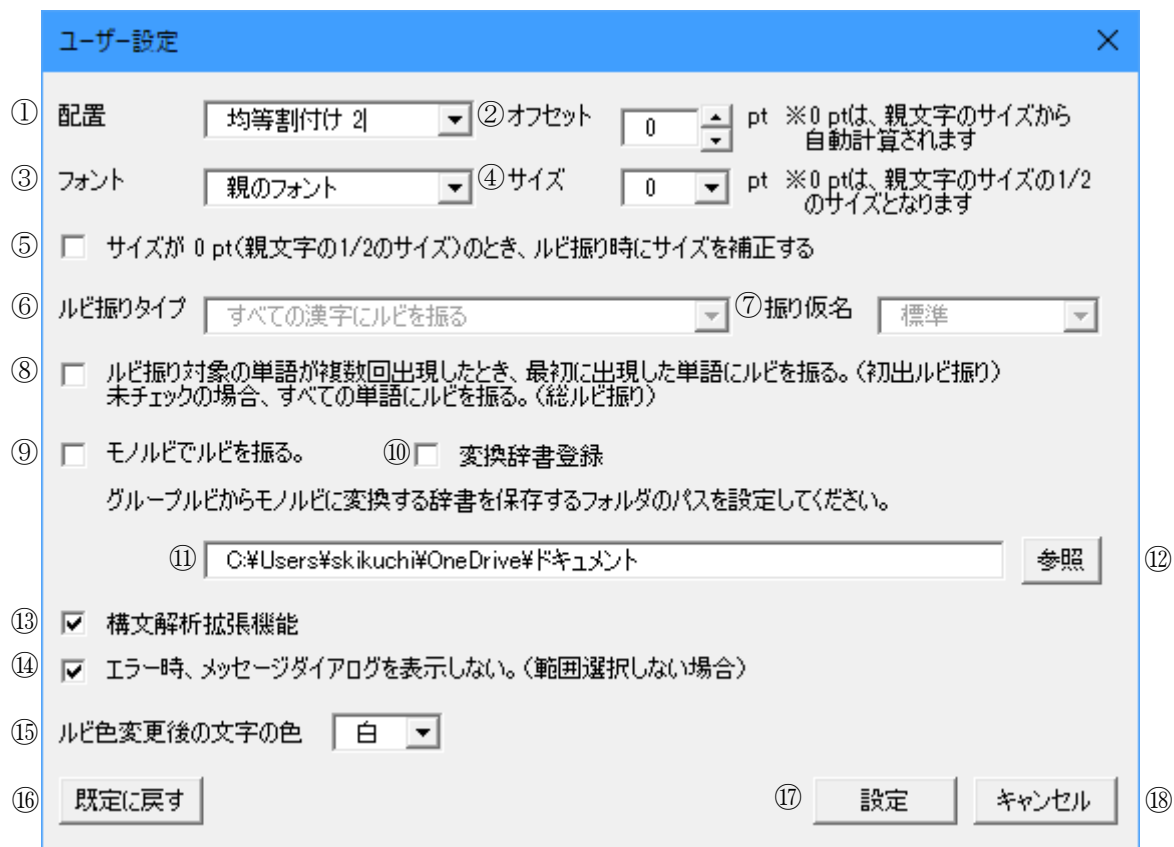 ユーザー設定
① 配置 均等割付け 2 ② オフセット 0 pt ※0 ptは、親文字のサイズから
自動計算されます
③ フォント 親のフォント ④ サイズ 0 pt ※0 ptは、親文字のサイズの1/2
のサイズとなります
⑤ サイズが 0 pt(親文字の1/2のサイズ)のとき、ルビ振り時にサイズを補正する
⑥ ルビ振りタイプ すべての漢字にルビを振る ⑦ 振り仮名 標準
⑧ ルビ振り対象の単語が複数回出現したとき、最初に出現した単語にルビを振る。(初出ルビ振り)
未チェックの場合、すべての単語にルビを振る。(総ルビ振り)
⑨ モノルビでルビを振る。 ⑩ 変換辞書登録
グループルビからモノルビに変換する辞書を保存するフォルダのパスを設定してください。
⑪ C:¥Users¥skikuchi¥OneDrive¥ドキュメント 参照 ⑫
⑬ 構文解析拡張機能
⑭ エラー時、メッセージダイアログを表示しない。(範囲選択しない場合)
⑮ ルビ色変更後の文字の色 白
⑯ 既定に戻す ⑰ 設定 キャンセル ⑱